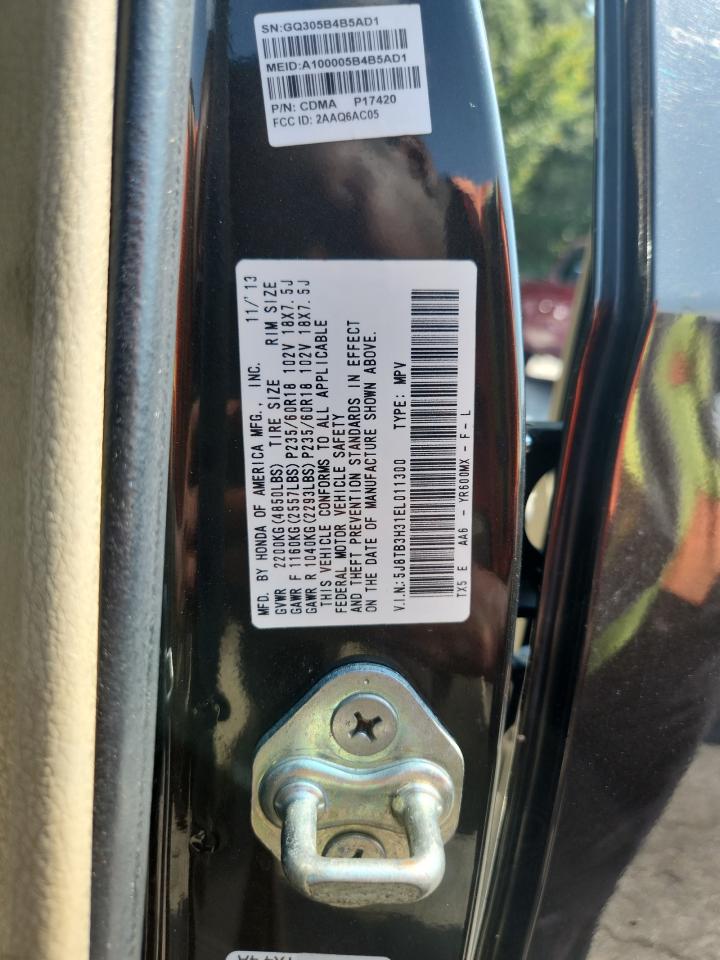 SN:GQ305B4B5AD1
MEID:A100005B4B5AD1
P/N: CDMA P17420
FCC ID: 2AAQ6AC05
MFD. BY HONDA OF AMERICA MFG., INC. 11/'13
GVWR 2200KG(4850LBS) TIRE SIZE RIM SIZE
GAWR F 1160KG(2557LBS) P235/60R18 102V 18X7.5J
GAWR R 1040KG(2293LBS) P235/60R18 102V 18X7.5J
THIS VEHICLE CONFORMS TO ALL APPLICABLE
FEDERAL MOTOR VEHICLE SAFETY
AND THEFT PREVENTION STANDARDS IN EFFECT
ON THE DATE OF MANUFACTURE SHOWN ABOVE.
V.I.N.: 5J8TB3H31EL011300 TYPE: MPV
TX5 E AA6 - YR600MX - F - L